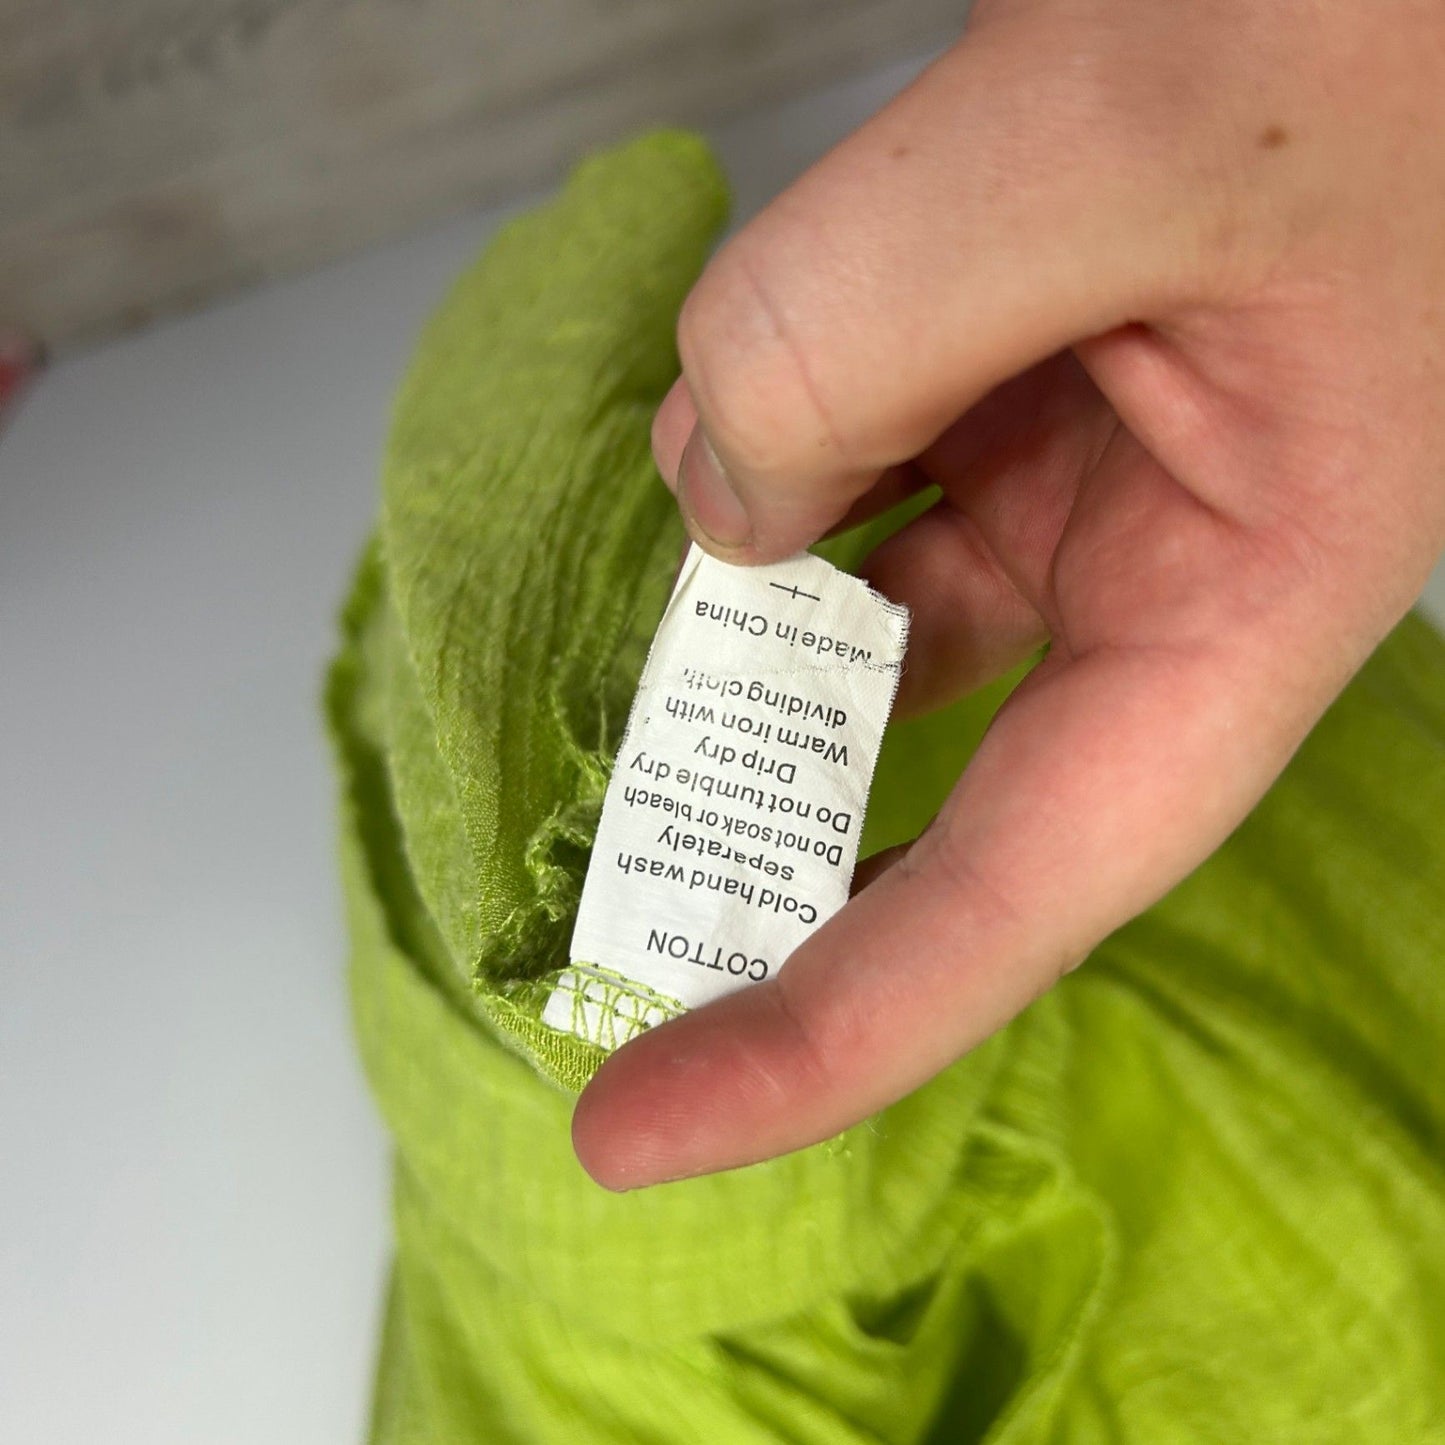 COTTON
Cold hand wash
separately
Do not soak or bleach
Do not tumble dry
Drip dry
Warm iron with
dividing cloth,
Made in China